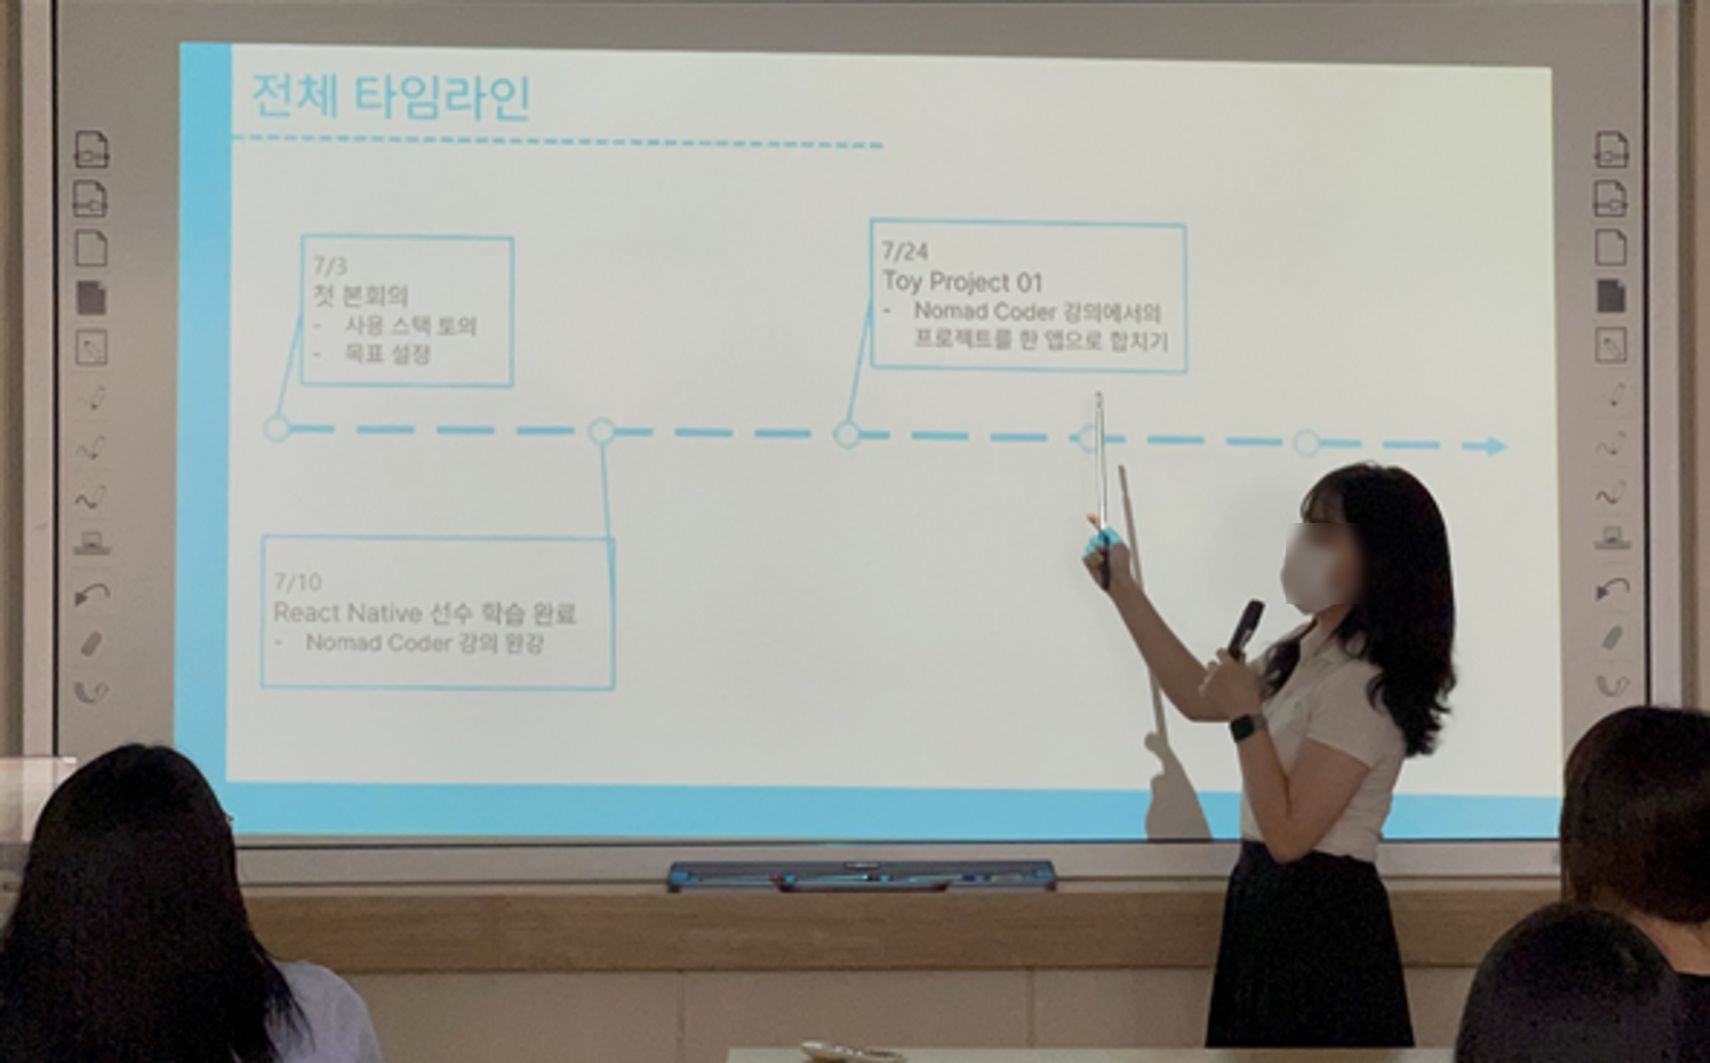 전체 타임라인
7/3
첫 본회의
- 사용 스택 토의
- 목표 설정
7/24
Toy Project 01
- Nomad Coder 강의에서의
프로젝트를 한 앱으로 합치기
7/10
React Native 선수 학습 완료
- Nomad Coder 강의 완강